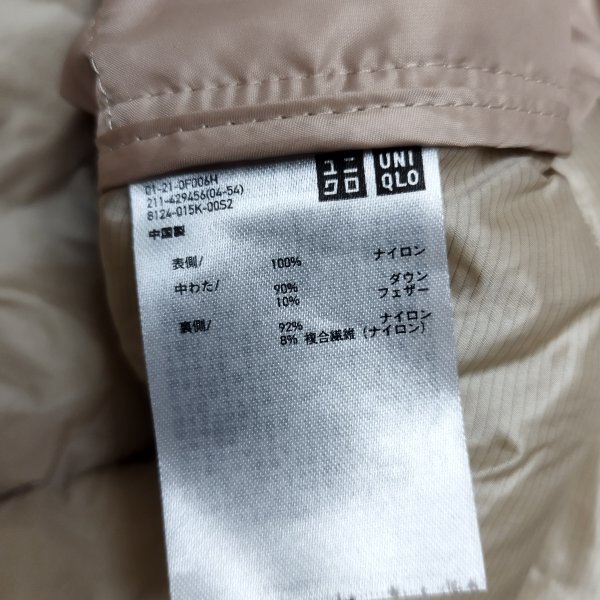 ユニ
クロ
UNI
QLO
01-21-0F006H
211-429456(04-54)
8124-015K-00S2
中国製
表側/ 100% ナイロン
中わた/ 90% ダウン
10% フェザー
裏側/ 92% ナイロン
8% 複合繊維(ナイロン)